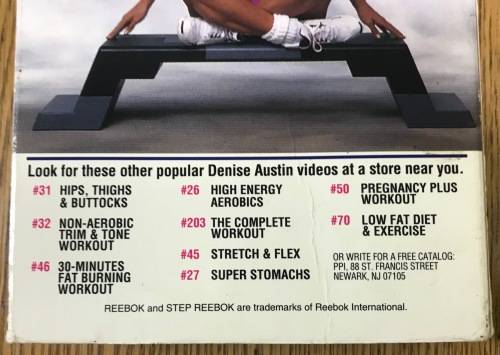 Look for these other popular Denise Austin videos at a store near you.
#31 HIPS, THIGHS
& BUTTOCKS
#32 NON-AEROBIC
TRIM & TONE
WORKOUT
#46 30-MINUTES
FAT BURNING
WORKOUT
#26 HIGH ENERGY
AEROBICS
#203 THE COMPLETE
WORKOUT
#45 STRETCH & FLEX
#27 SUPER STOMACHS
#50 PREGNANCY PLUS
WORKOUT
#70 LOW FAT DIET
& EXERCISE
OR WRITE FOR A FREE CATALOG:
PPI, 88 ST. FRANCIS STREET
NEWARK, NJ 07105
REEBOK and STEP REEBOK are trademarks of Reebok International.